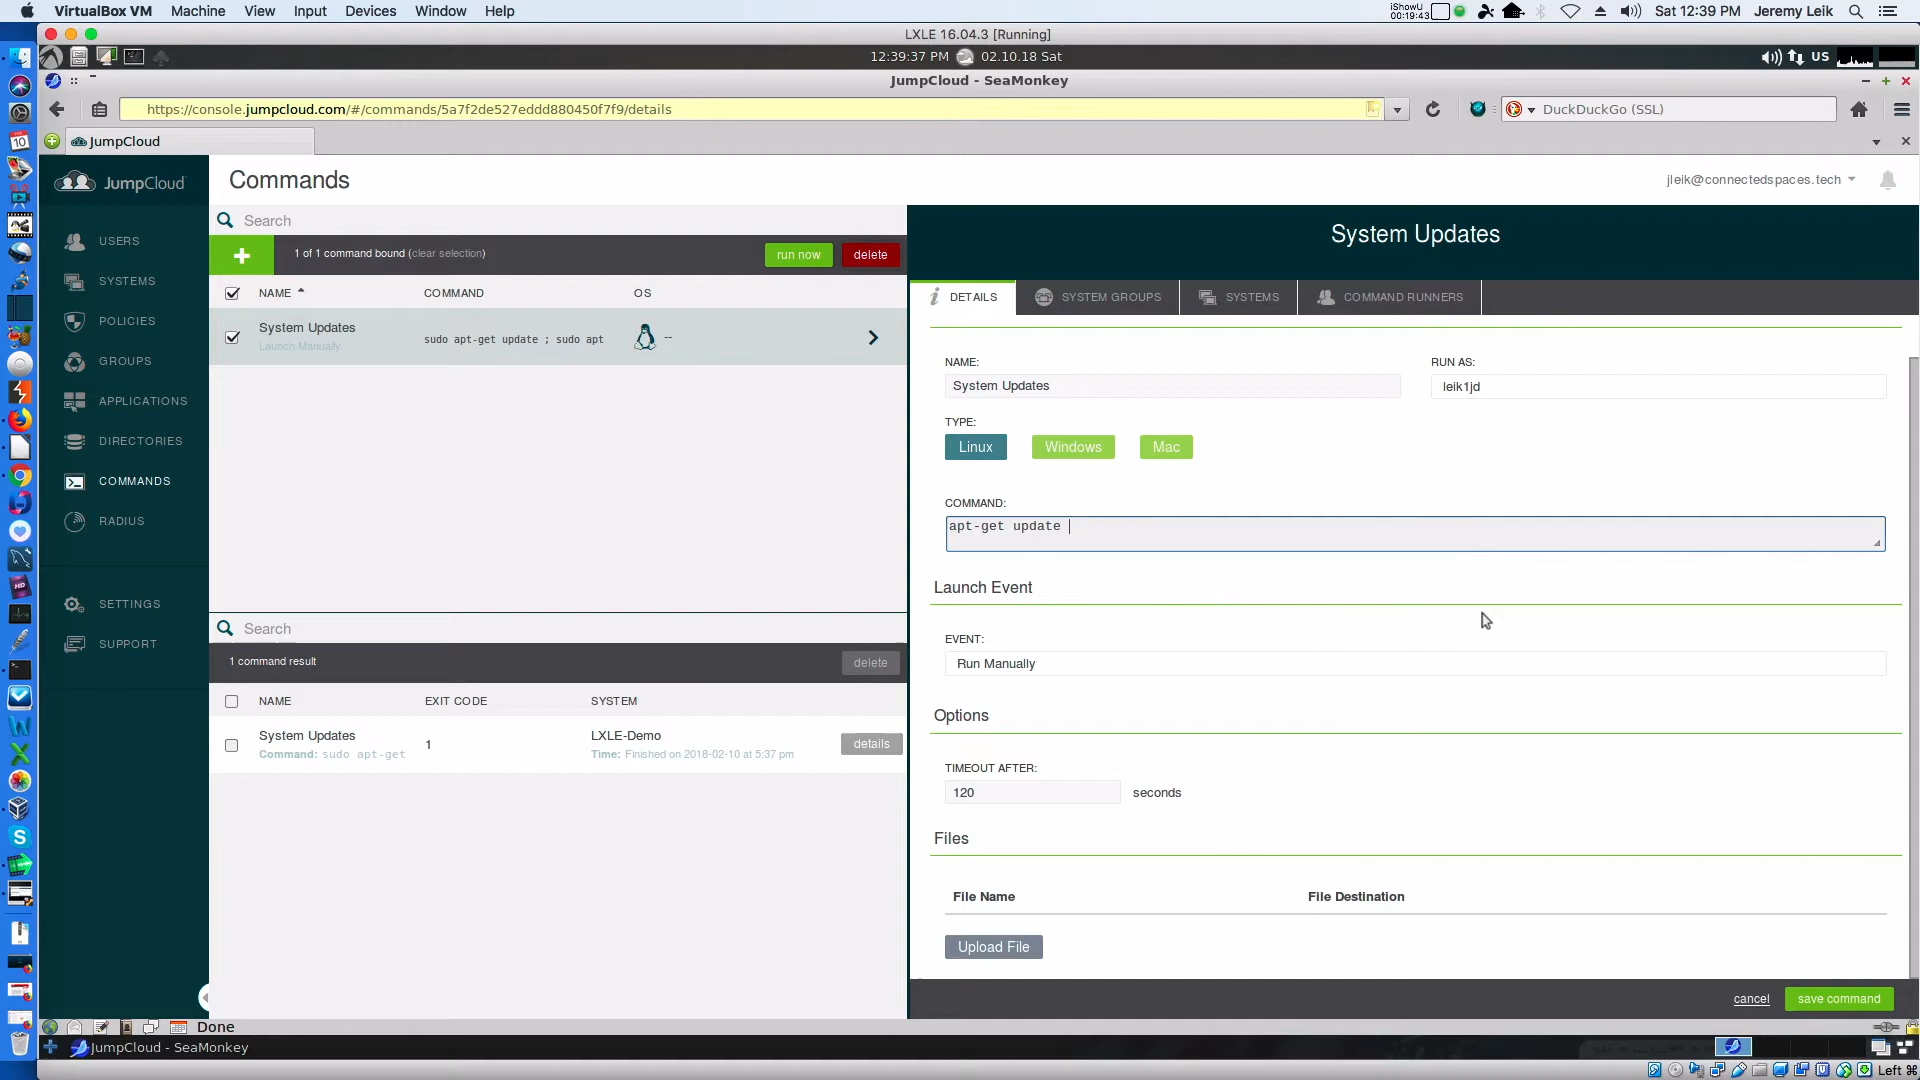 VirtualBox VM Machine View Input Devices Window Help
iShowU
00:19:43
Sat 12:39 PM Jeremy Leik
LXLE 16.04.3 [Running]
12:39:37 PM 02.10.18 Sat
US
JumpCloud - SeaMonkey
https://console.jumpcloud.com/#/commands/5a7f2de527eddd880450f7f9/details
DuckDuckGo (SSL)
JumpCloud
JumpCloud
USERS
SYSTEMS
POLICIES
GROUPS
APPLICATIONS
DIRECTORIES
COMMANDS
RADIUS
SETTINGS
SUPPORT
Commands
jleik@connectedspaces.tech
Search
1 of 1 command bound (clear selection)
run now
delete
NAME COMMAND OS
System Updates
Launch Manually
sudo apt-get update ; sudo apt
--
Search
1 command result
delete
NAME EXIT CODE SYSTEM
System Updates
Command: sudo apt-get
1
LXLE-Demo
Time: Finished on 2018-02-10 at 5:37 pm
details
System Updates
DETAILS SYSTEM GROUPS SYSTEMS COMMAND RUNNERS
NAME:
System Updates
RUN AS:
leik1jd
TYPE:
Linux Windows Mac
COMMAND:
apt-get update
Launch Event
EVENT:
Run Manually
Options
TIMEOUT AFTER:
120 seconds
Files
File Name File Destination
Upload File
cancel save command
Done
JumpCloud - SeaMonkey
Left ⌘